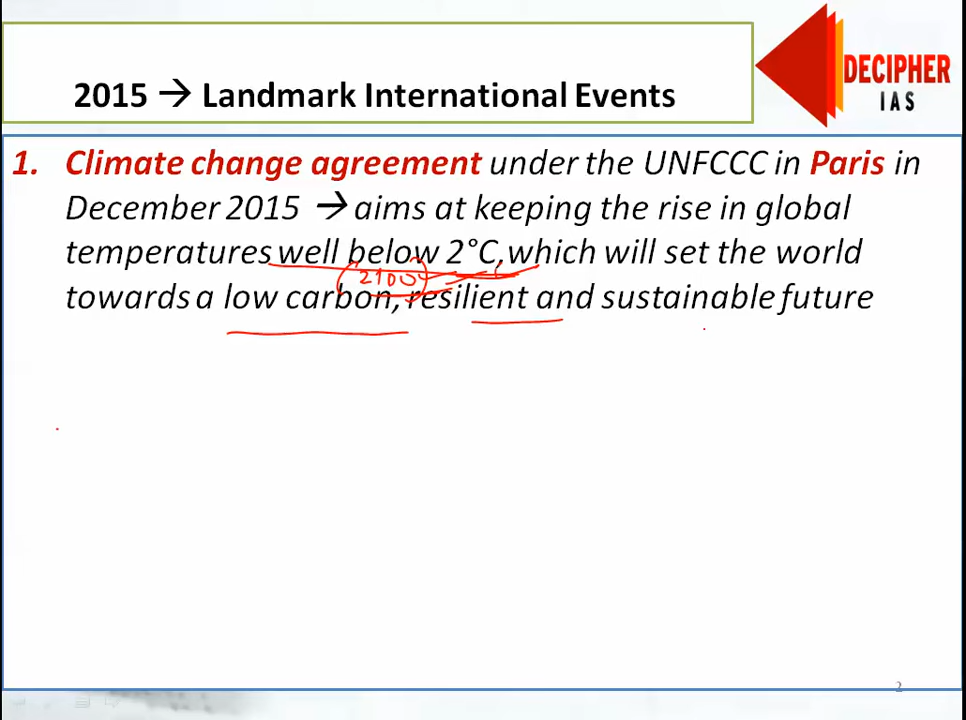 2015 → Landmark International Events
DECIPHER
IAS
1. Climate change agreement under the UNFCCC in Paris in
December 2015 → aims at keeping the rise in global
temperatures well below 2°C, which will set the world
2100
towards a low carbon, resilient and sustainable future
2